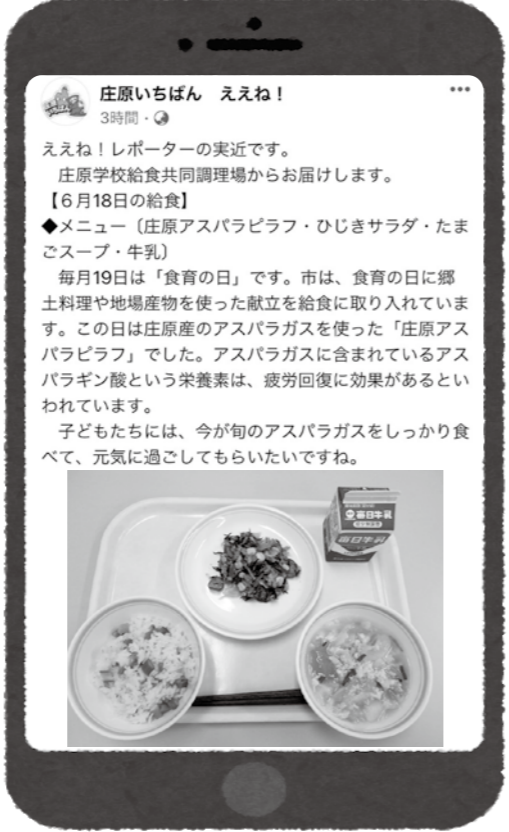 庄原いちばん　ええね！
3時間・
ええね！レポーターの実近です。
　庄原学校給食共同調理場からお届けします。
【６月18日の給食】
◆メニュー〔庄原アスパラピラフ・ひじきサラダ・たま
ごスープ・牛乳〕
　毎月19日は「食育の日」です。市は、食育の日に郷
土料理や地場産物を使った献立を給食に取り入れていま
す。この日は庄原産のアスパラガスを使った「庄原アス
パラピラフ」でした。アスパラガスに含まれているアス
パラギン酸という栄養素は、疲労回復に効果があるとい
われています。
　子どもたちには、今が旬のアスパラガスをしっかり食
べて、元気に過ごしてもらいたいですね。
毎日牛乳
毎日牛乳